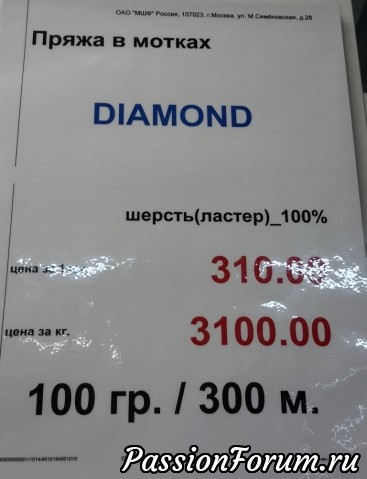 ОАО "МШФ" Россия, 107023, г.Москва, ул. М.Семёновская, д.28
Пряжа в мотках
DIAMOND
шерсть(ластер)_100%
цена за 310.00
цена за кг. 3100.00
100 гр. / 300 м.
PassionForum.ru